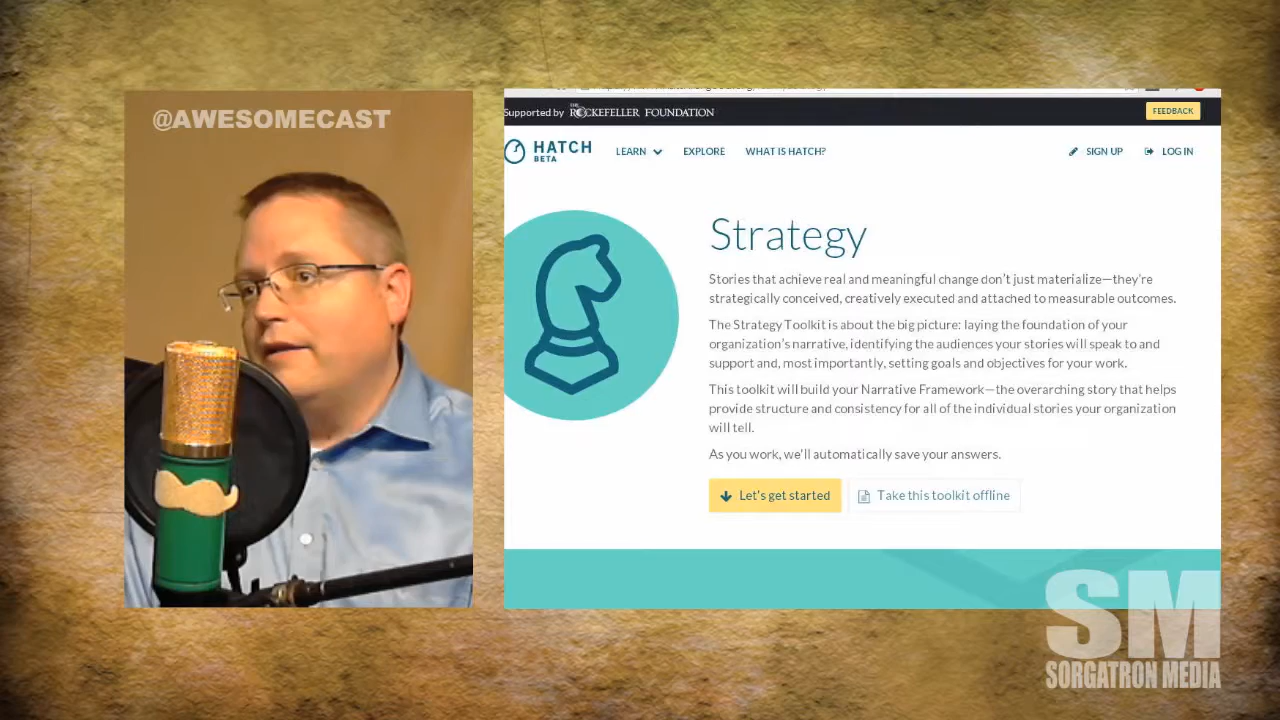 @AWESOMECAST
Supported by THE ROCKEFELLER FOUNDATION
FEEDBACK
HATCH
BETA
LEARN
EXPLORE
WHAT IS HATCH?
SIGN UP
LOG IN
Strategy
Stories that achieve real and meaningful change don't just materialize—they're
strategically conceived, creatively executed and attached to measurable outcomes.
The Strategy Toolkit is about the big picture: laying the foundation of your
organization's narrative, identifying the audiences your stories will speak to and
support and, most importantly, setting goals and objectives for your work.
This toolkit will build your Narrative Framework—the overarching story that helps
provide structure and consistency for all of the individual stories your organization
will tell.
As you work, we'll automatically save your answers.
Let's get started
Take this toolkit offline
SM
SORGATRON MEDIA